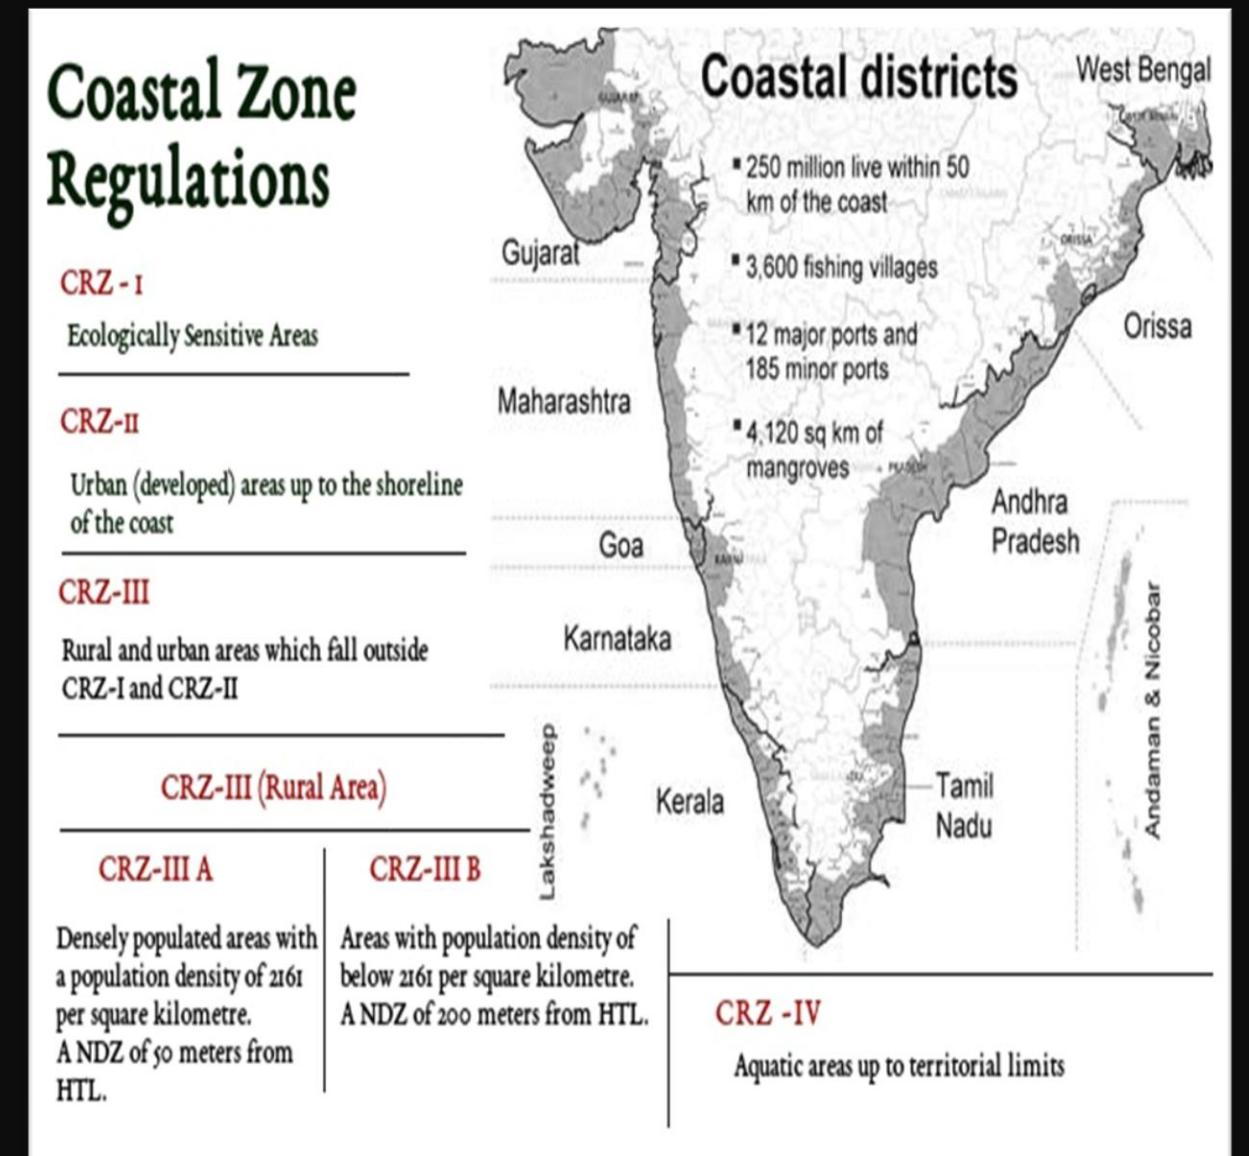 Coastal Zone
Regulations
CRZ - I
Ecologically Sensitive Areas
CRZ-II
Urban (developed) areas up to the shoreline
of the coast
CRZ-III
Rural and urban areas which fall outside
CRZ-I and CRZ-II
CRZ-III (Rural Area)
CRZ-III A
Densely populated areas with
a population density of 2161
per square kilometre.
A NDZ of 50 meters from
HTL.
CRZ-III B
Areas with population density of
below 2161 per square kilometre.
A NDZ of 200 meters from HTL.
Coastal districts
▪ 250 million live within 50
km of the coast
▪ 3,600 fishing villages
▪ 12 major ports and
185 minor ports
▪ 4,120 sq km of
mangroves
West Bengal
GUJARAT
ORISSA
Gujarat
Orissa
Maharashtra
PRADESH
Andhra
Pradesh
Goa
Karnataka
Lakshadweep
Kerala
Tamil
Nadu
Andaman & Nicobar
CRZ -IV
Aquatic areas up to territorial limits